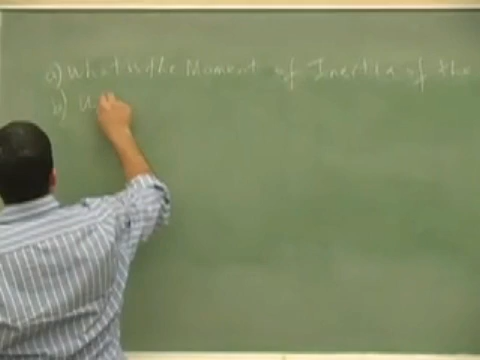 a) What is the Moment of Inertia of the
b) U